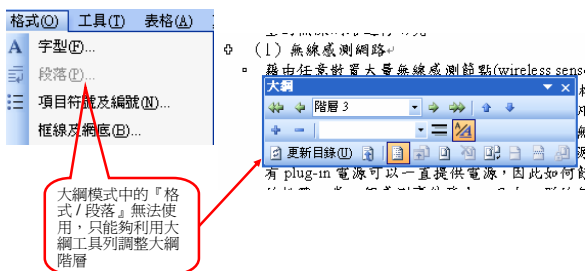 格式(O) 工具(T) 表格(A)
字型(F)...
段落(P)...
項目符號及編號(N)...
框線及網底(B)...
(1) 無線感測網路
藉由任意散置大量無線感測節點(wireless sens
大綱
階層 3
更新目錄(U)
有 plug-in 電源可以一直提供電源，因此如何
大綱模式中的『格
式/段落』無法使
用，只能夠利用大
綱工具列調整大綱
階層